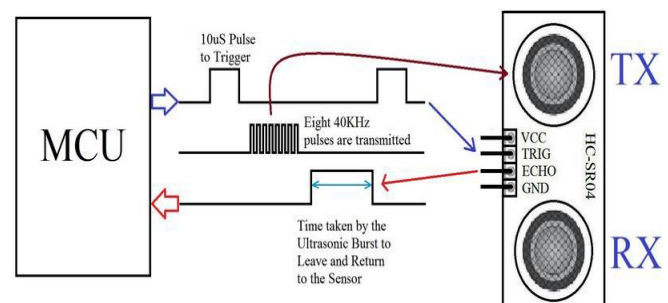 10uS Pulse
to Trigger
MCU
Eight 40KHz
pulses are transmitted
Time taken by the
Ultrasonic Burst to
Leave and Return
to the Sensor
TX
VCC
TRIG
ECHO
GND
HC-SR04
RX